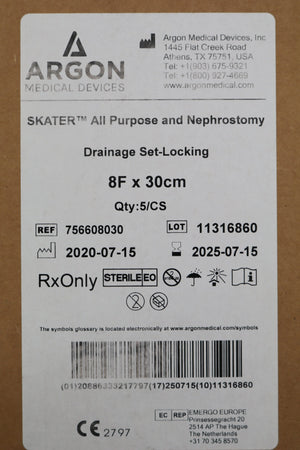 ARGON
MEDICAL DEVICES
Argon Medical Devices, Inc
1445 Flat Creek Road
Athens, TX 75751, USA
Tel: +1(903) 675-9321
Tel: +1(800) 927-4669
argonmedical.com
SKATER™ All Purpose and Nephrostomy
Drainage Set-Locking
8F x 30cm
Qty:5/CS
REF 756608030
LOT 11316860
2020-07-15
2025-07-15
RxOnly STERILE EO
The symbols glossary is located electronically at www.argonmedical.com/symbols
(01)20886333217797(17)250715(10)11316860
CE 2797
EC REP EMERGO EUROPE
Prinsessegracht 20
2514 AP The Hague
The Netherlands
+31 70 345 8570